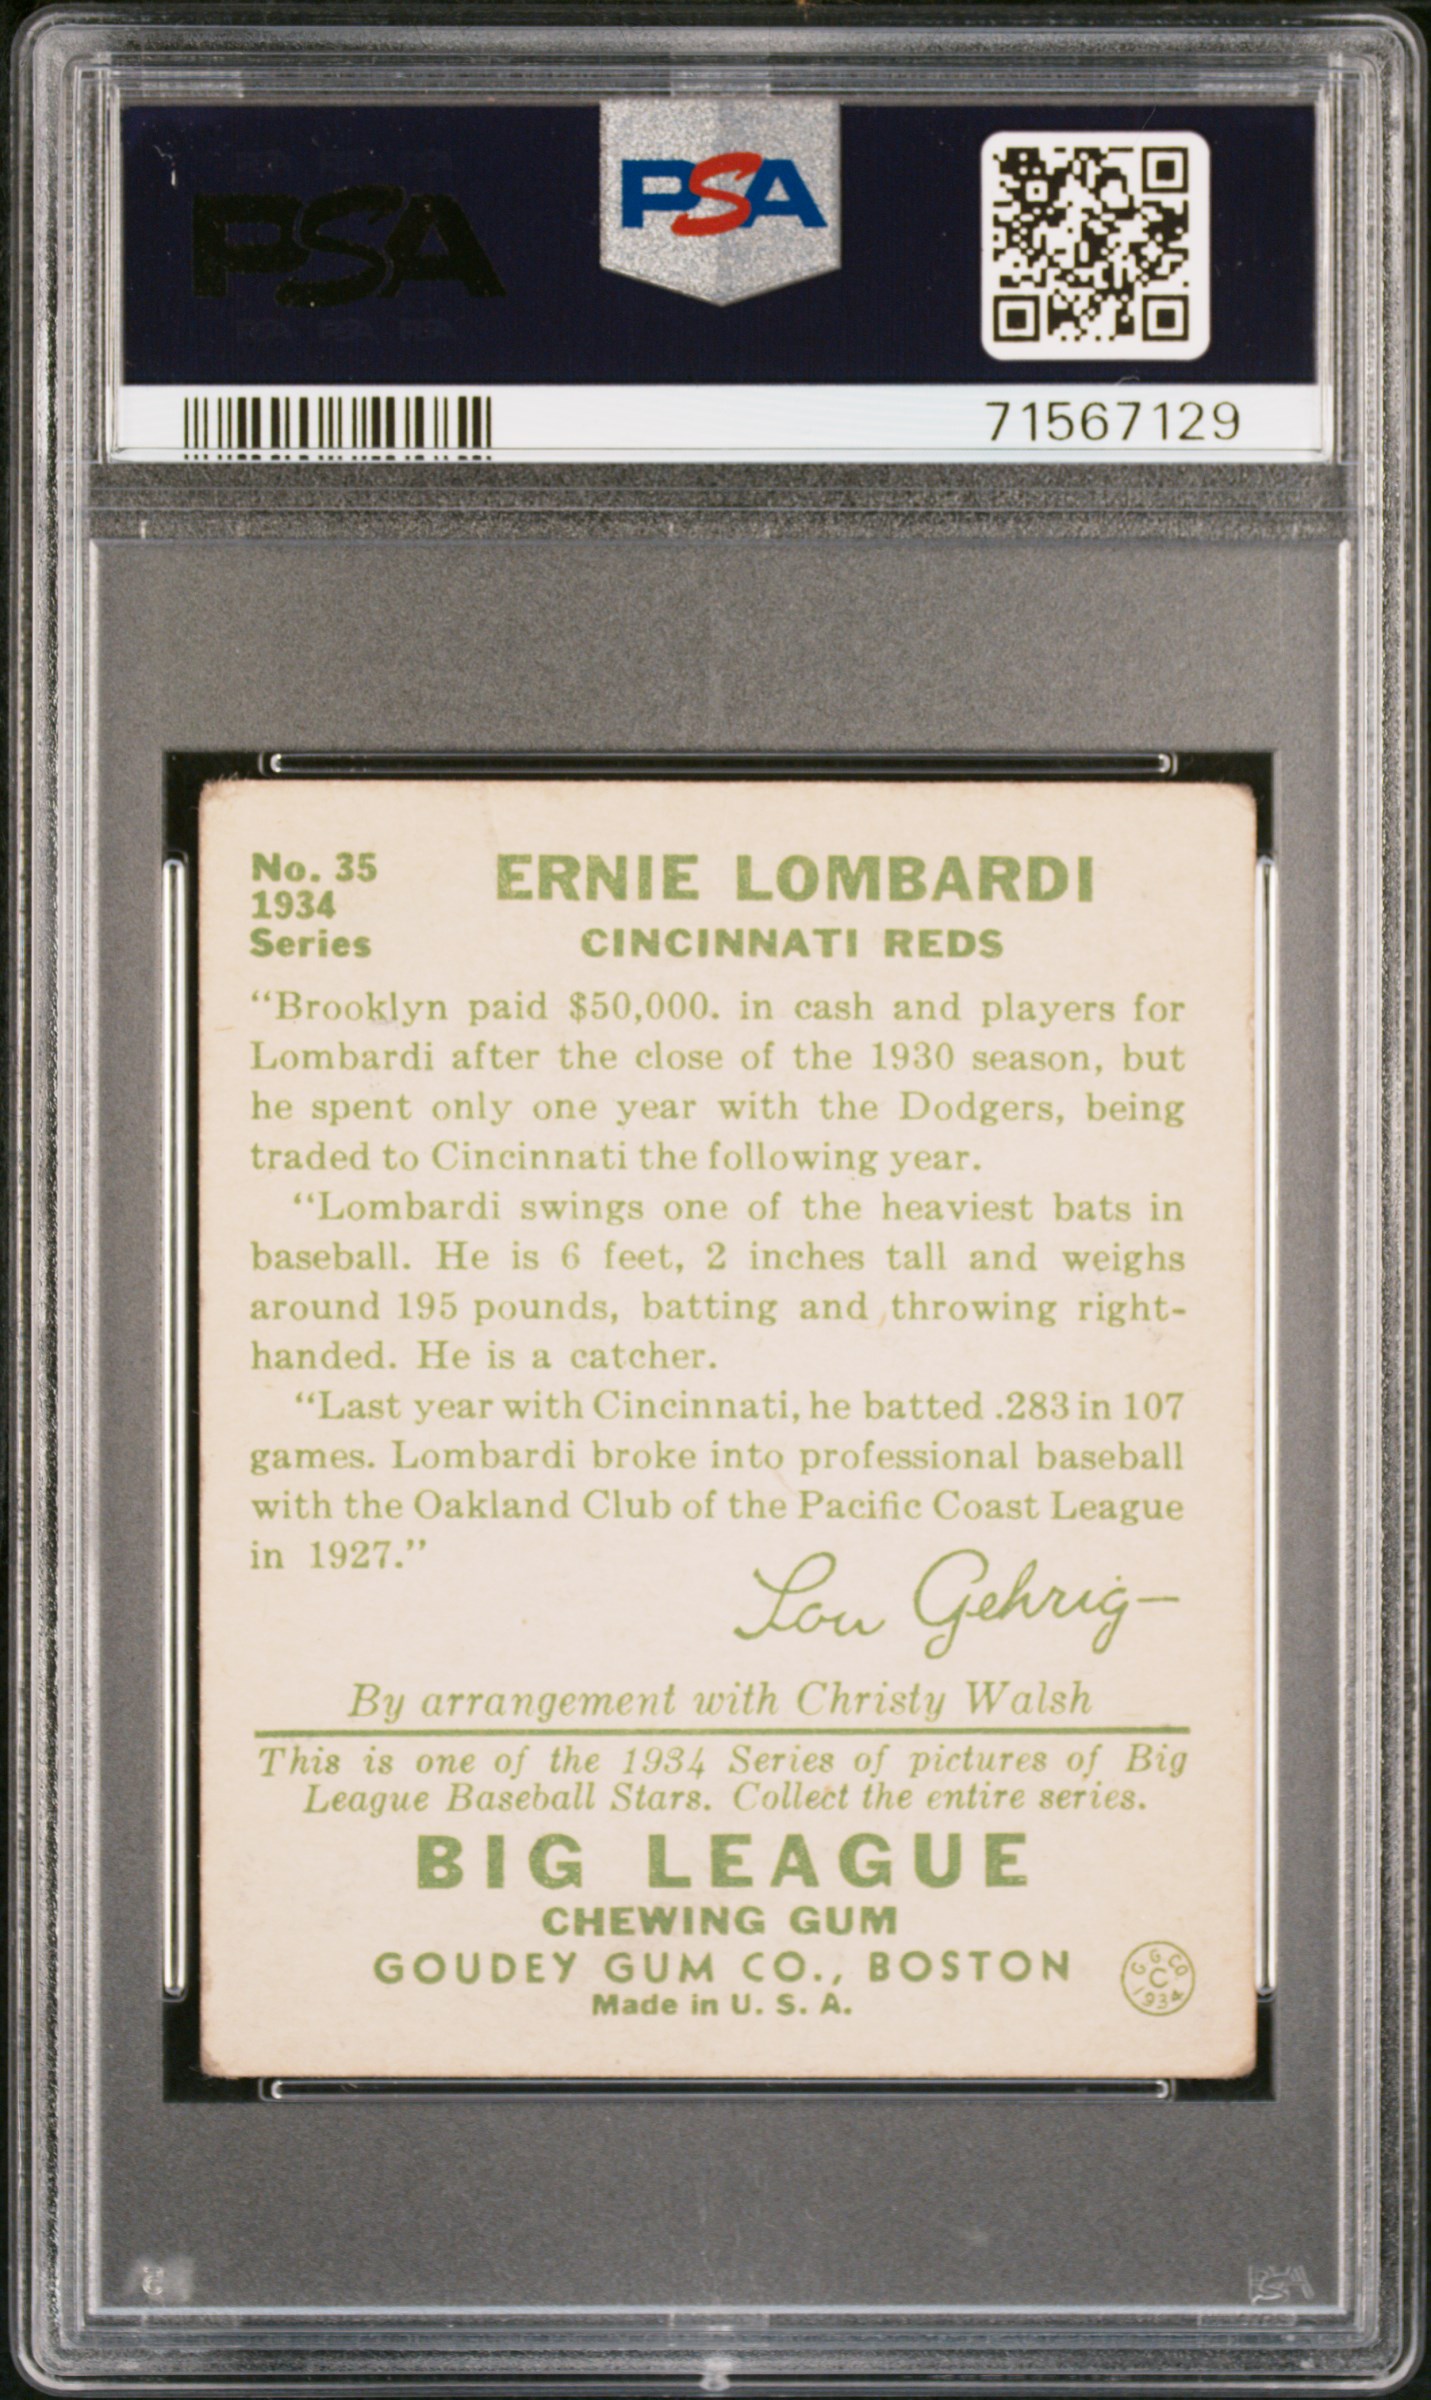 PSA
PSA
71567129
No. 35
1934
Series
ERNIE LOMBARDI
CINCINNATI REDS
“Brooklyn paid $50,000. in cash and players for
Lombardi after the close of the 1930 season, but
he spent only one year with the Dodgers, being
traded to Cincinnati the following year.
“Lombardi swings one of the heaviest bats in
baseball. He is 6 feet, 2 inches tall and weighs
around 195 pounds, batting and throwing right-
handed. He is a catcher.
“Last year with Cincinnati, he batted .283 in 107
games. Lombardi broke into professional baseball
with the Oakland Club of the Pacific Coast League
in 1927.”
Lou Gehrig—
By arrangement with Christy Walsh
This is one of the 1934 Series of pictures of Big
League Baseball Stars. Collect the entire series.
BIG LEAGUE
CHEWING GUM
GOUDEY GUM CO., BOSTON
Made in U. S. A.
G. G. CO.
C
1934
PSA